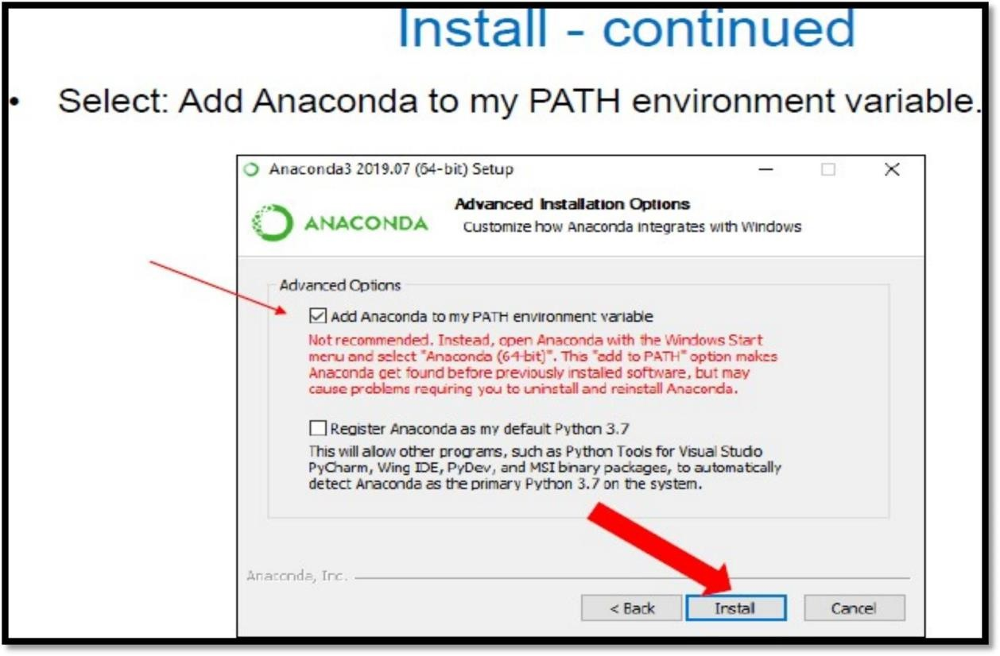 Install - continued
• Select: Add Anaconda to my PATH environment variable.
Anaconda3 2019.07 (64-bit) Setup
ANACONDA
Advanced Installation Options
Customize how Anaconda integrates with Windows
Advanced Options
Add Anaconda to my PATH environment variable
Not recommended. Instead, open Anaconda with the Windows Start
menu and select "Anaconda (64-bit)". This "add to PATH" option makes
Anaconda get found before previously installed software, but may
cause problems requiring you to uninstall and reinstall Anaconda.
Register Anaconda as my default Python 3.7
This will allow other programs, such as Python Tools for Visual Studio
PyCharm, Wing IDE, PyDev, and MSI binary packages, to automatically
detect Anaconda as the primary Python 3.7 on the system.
Anaconda, Inc.
< Back Install Cancel